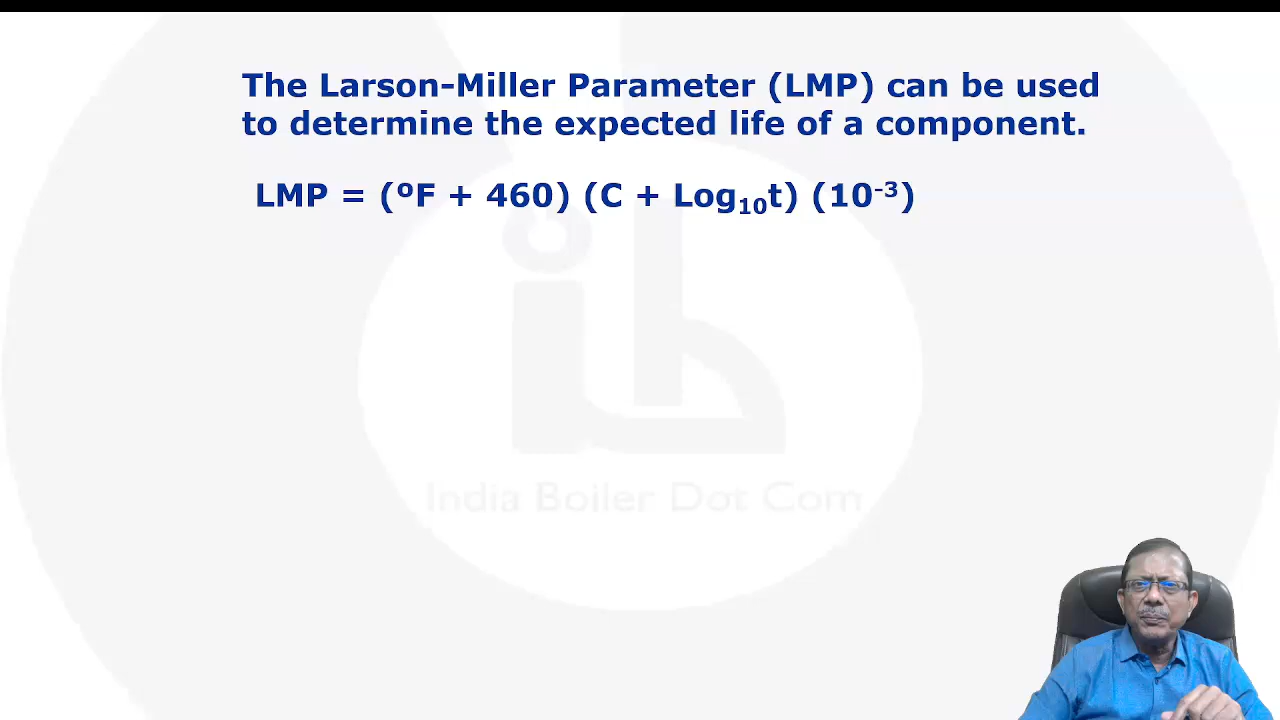 The Larson-Miller Parameter (LMP) can be used
to determine the expected life of a component.
LMP = (ºF + 460) (C + Log₁₀t) (10⁻³)
India Boiler Dot Com